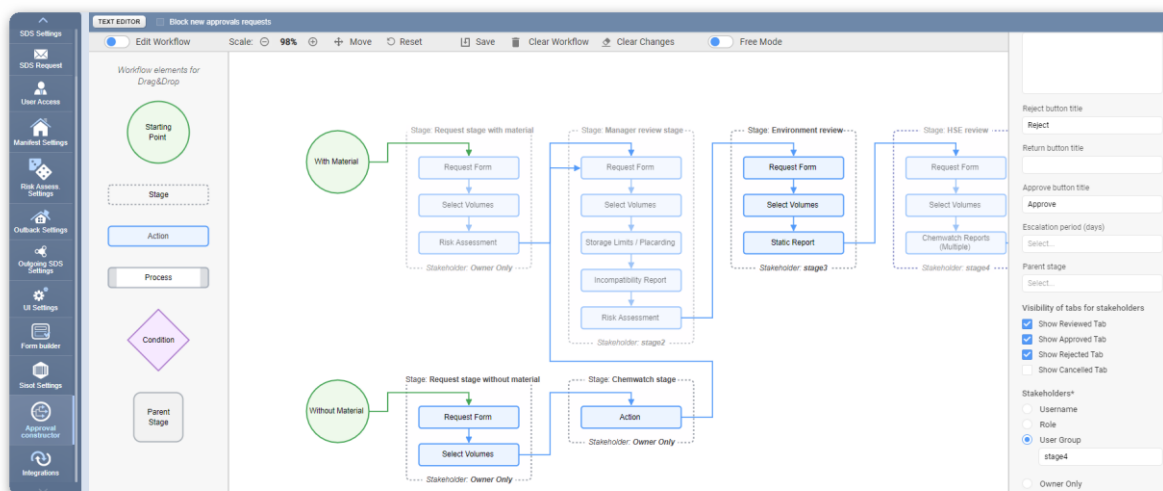 SDS Settings
SDS Request
User Access
Manifest Settings
Risk Assess.
Settings
Outback Settings
Outgoing SDS
Settings
UI Settings
Form builder
Sisot Settings
Approval
constructor
Integrations
TEXT EDITOR
Block new approvals requests
Edit Workflow
Scale:
98%
Move
Reset
Save
Clear Workflow
Clear Changes
Free Mode
Workflow elements for
Drag&Drop
Starting
Point
Stage
Action
Process
Condition
Parent
Stage
With Material
Stage: Request stage with material
Request Form
Select Volumes
Risk Assessment
Stakeholder: Owner Only
Stage: Manager review stage
Request Form
Select Volumes
Storage Limits / Placarding
Incompatibility Report
Risk Assessment
Stakeholder: stage2
Stage: Environment review
Request Form
Select Volumes
Static Report
Stakeholder: stage3
Stage: HSE review
Request Form
Select Volumes
Chemwatch Reports
(Multiple)
Stakeholder: stage4
Without Material
Stage: Request stage without material
Request Form
Select Volumes
Stakeholder: Owner Only
Stage: Chemwatch stage
Action
Stakeholder: Owner Only
Reject button title
Reject
Return button title
Approve button title
Approve
Escalation period (days)
Select...
Parent stage
Select...
Visibility of tabs for stakeholders
Show Reviewed Tab
Show Approved Tab
Show Rejected Tab
Show Cancelled Tab
Stakeholders*
Username
Role
User Group
stage4
Owner Only